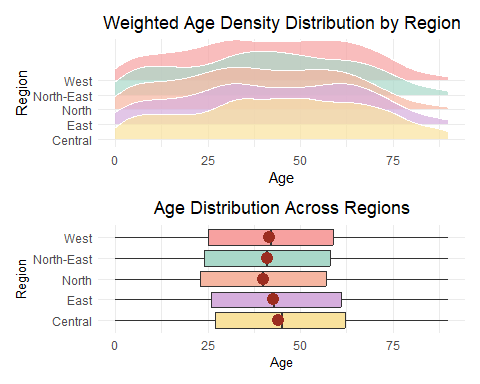 Weighted Age Density Distribution by Region
Region
West
North-East
North
East
Central
0 25 50 75
Age
Age Distribution Across Regions
Region
West
North-East
North
East
Central
0 25 50 75
Age